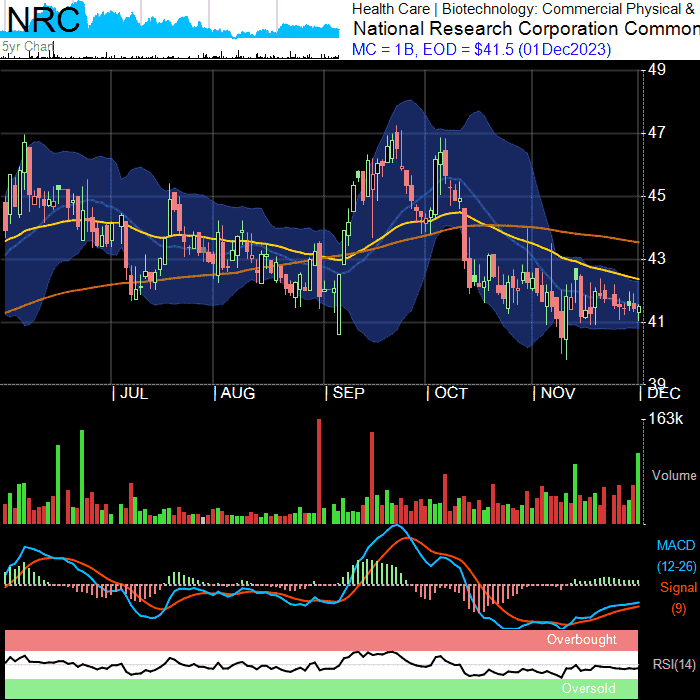 NRC
5yr Chart
Health Care | Biotechnology: Commercial Physical &
National Research Corporation Common
MC = 1B, EOD = $41.5 (01Dec2023)
49
47
45
43
41
39
| JUL | AUG | SEP | OCT | NOV | DEC
163k
Volume
MACD
(12-26)
Signal
(9)
Overbought
RSI(14)
Oversold